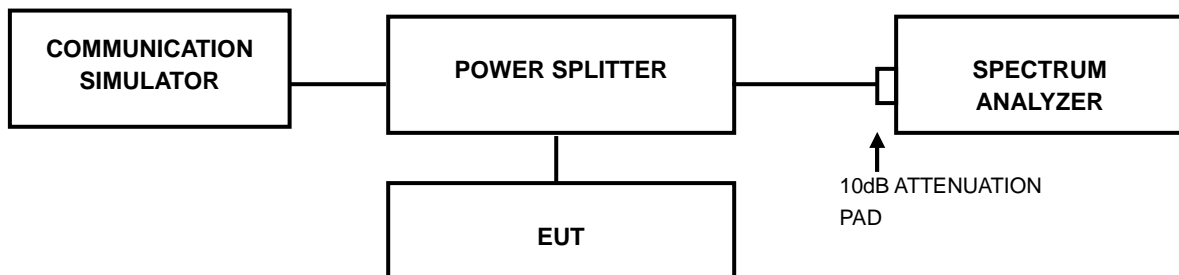 COMMUNICATION
SIMULATOR
POWER SPLITTER
SPECTRUM
ANALYZER
10dB ATTENUATION
PAD
EUT